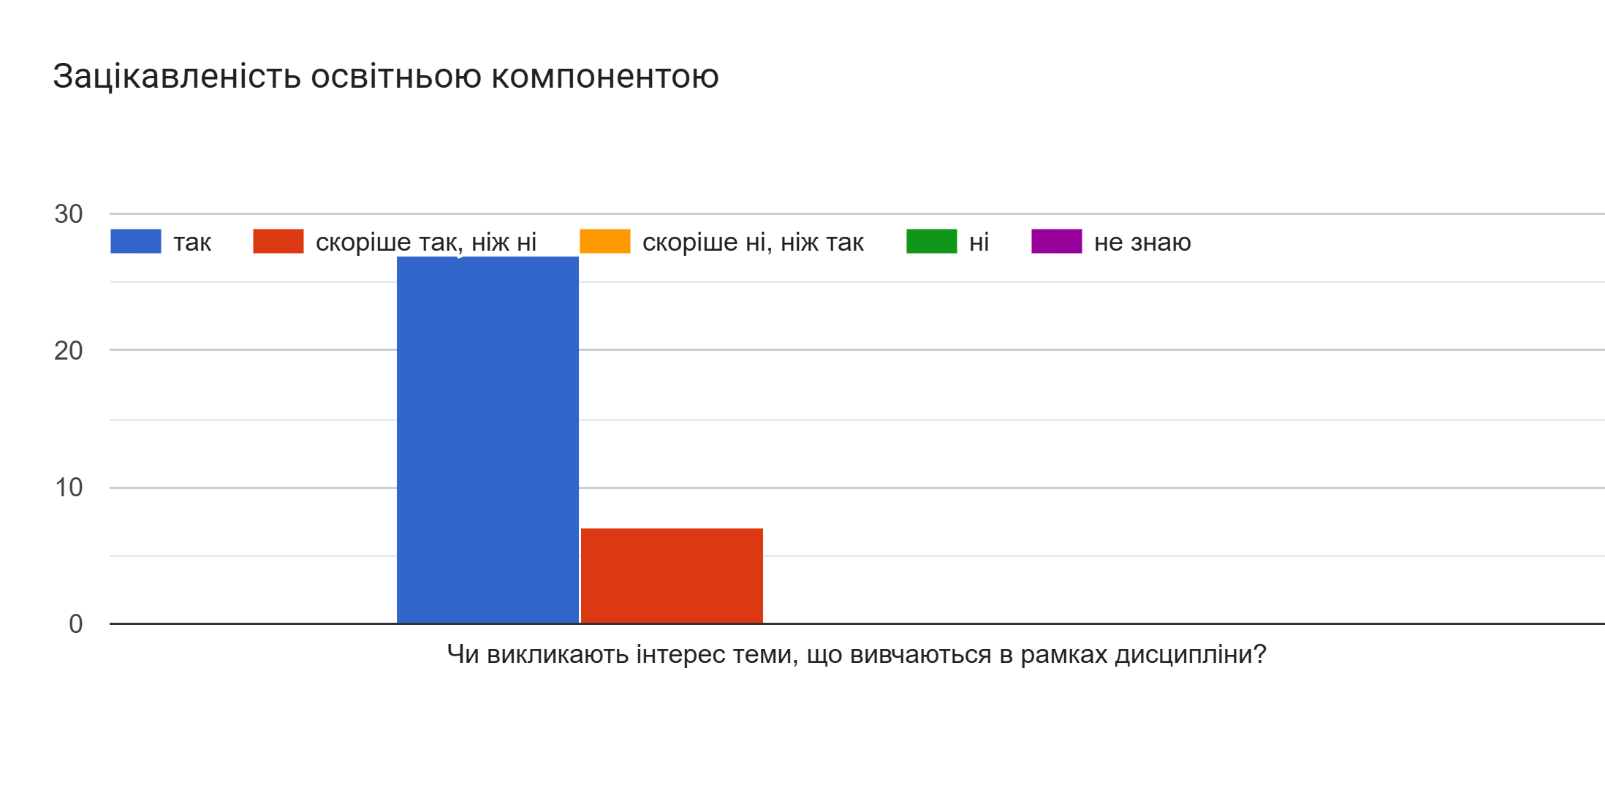 Зацікавленість освітньою компонентою
30
так скоріше так, ніж ні скоріше ні, ніж так ні не знаю
20
10
0
Чи викликають інтерес теми, що вивчаються в рамках дисципліни?